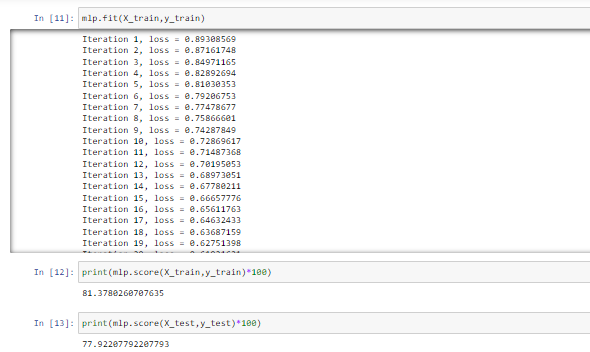 In [11]: mlp.fit(X_train,y_train)
Iteration 1, loss = 0.89308569
Iteration 2, loss = 0.87161748
Iteration 3, loss = 0.84971165
Iteration 4, loss = 0.82892694
Iteration 5, loss = 0.81030353
Iteration 6, loss = 0.79206753
Iteration 7, loss = 0.77478677
Iteration 8, loss = 0.75866601
Iteration 9, loss = 0.74287849
Iteration 10, loss = 0.72869617
Iteration 11, loss = 0.71487368
Iteration 12, loss = 0.70195053
Iteration 13, loss = 0.68973051
Iteration 14, loss = 0.67780211
Iteration 15, loss = 0.66657776
Iteration 16, loss = 0.65611763
Iteration 17, loss = 0.64632433
Iteration 18, loss = 0.63687159
Iteration 19, loss = 0.62751398
In [12]: print(mlp.score(X_train,y_train)*100)
81.3780260707635
In [13]: print(mlp.score(X_test,y_test)*100)
77.92207792207793